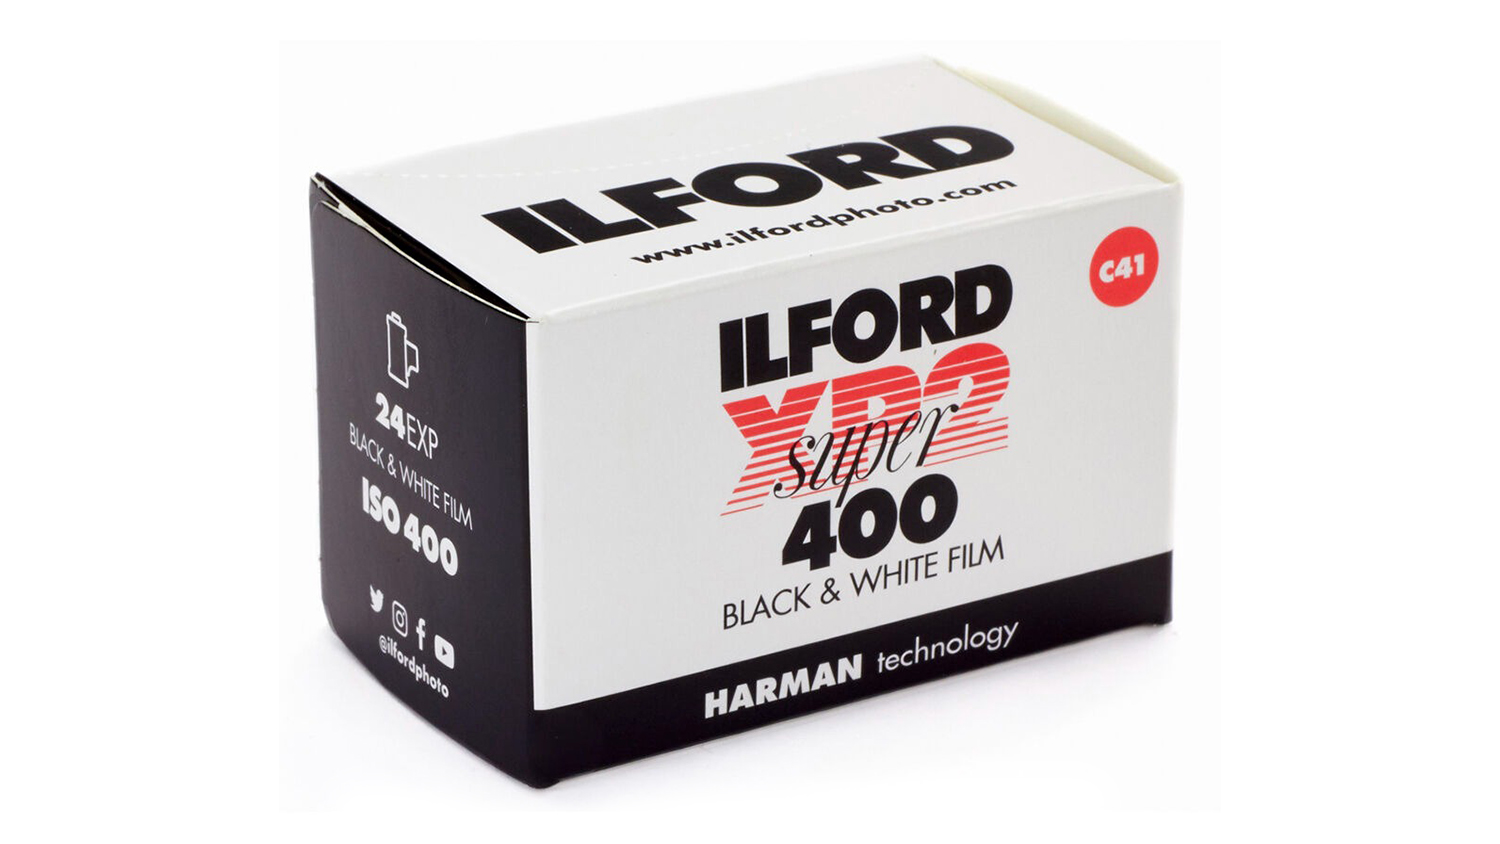 ILFORD
www.ilfordphoto.com
C41
ILFORD
XP2
super
400
BLACK & WHITE FILM
HARMAN technology
24EXP
BLACK & WHITE FILM
ISO 400
@ilfordphoto